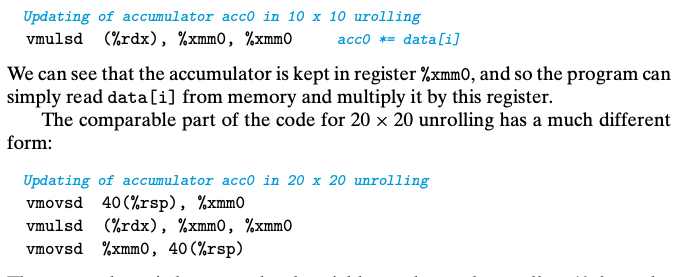 Updating of accumulator acc0 in 10 x 10 urolling
vmulsd (%rdx), %xmm0, %xmm0 acc0 *= data[i]
We can see that the accumulator is kept in register %xmm0, and so the program can
simply read data[i] from memory and multiply it by this register.
The comparable part of the code for 20 × 20 unrolling has a much different
form:
Updating of accumulator acc0 in 20 x 20 unrolling
vmovsd 40(%rsp), %xmm0
vmulsd (%rdx), %xmm0, %xmm0
vmovsd %xmm0, 40(%rsp)